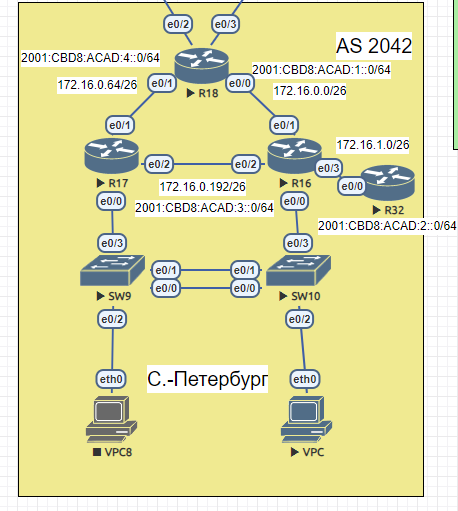 e0/2 e0/3
AS 2042
2001:CBD8:ACAD:4::0/64
2001:CBD8:ACAD:1::0/64
172.16.0.64/26
e0/1 e0/0
172.16.0.0/26
R18
e0/1 e0/1
172.16.1.0/26
e0/2 e0/2
e0/3
R17
R16
172.16.0.192/26
e0/0
R32
e0/0 e0/0
2001:CBD8:ACAD:3::0/64
2001:CBD8:ACAD:2::0/64
e0/3 e0/3
e0/1 e0/1
e0/0 e0/0
SW9 SW10
e0/2 e0/2
eth0 С.-Петербург eth0
VPC8 VPC